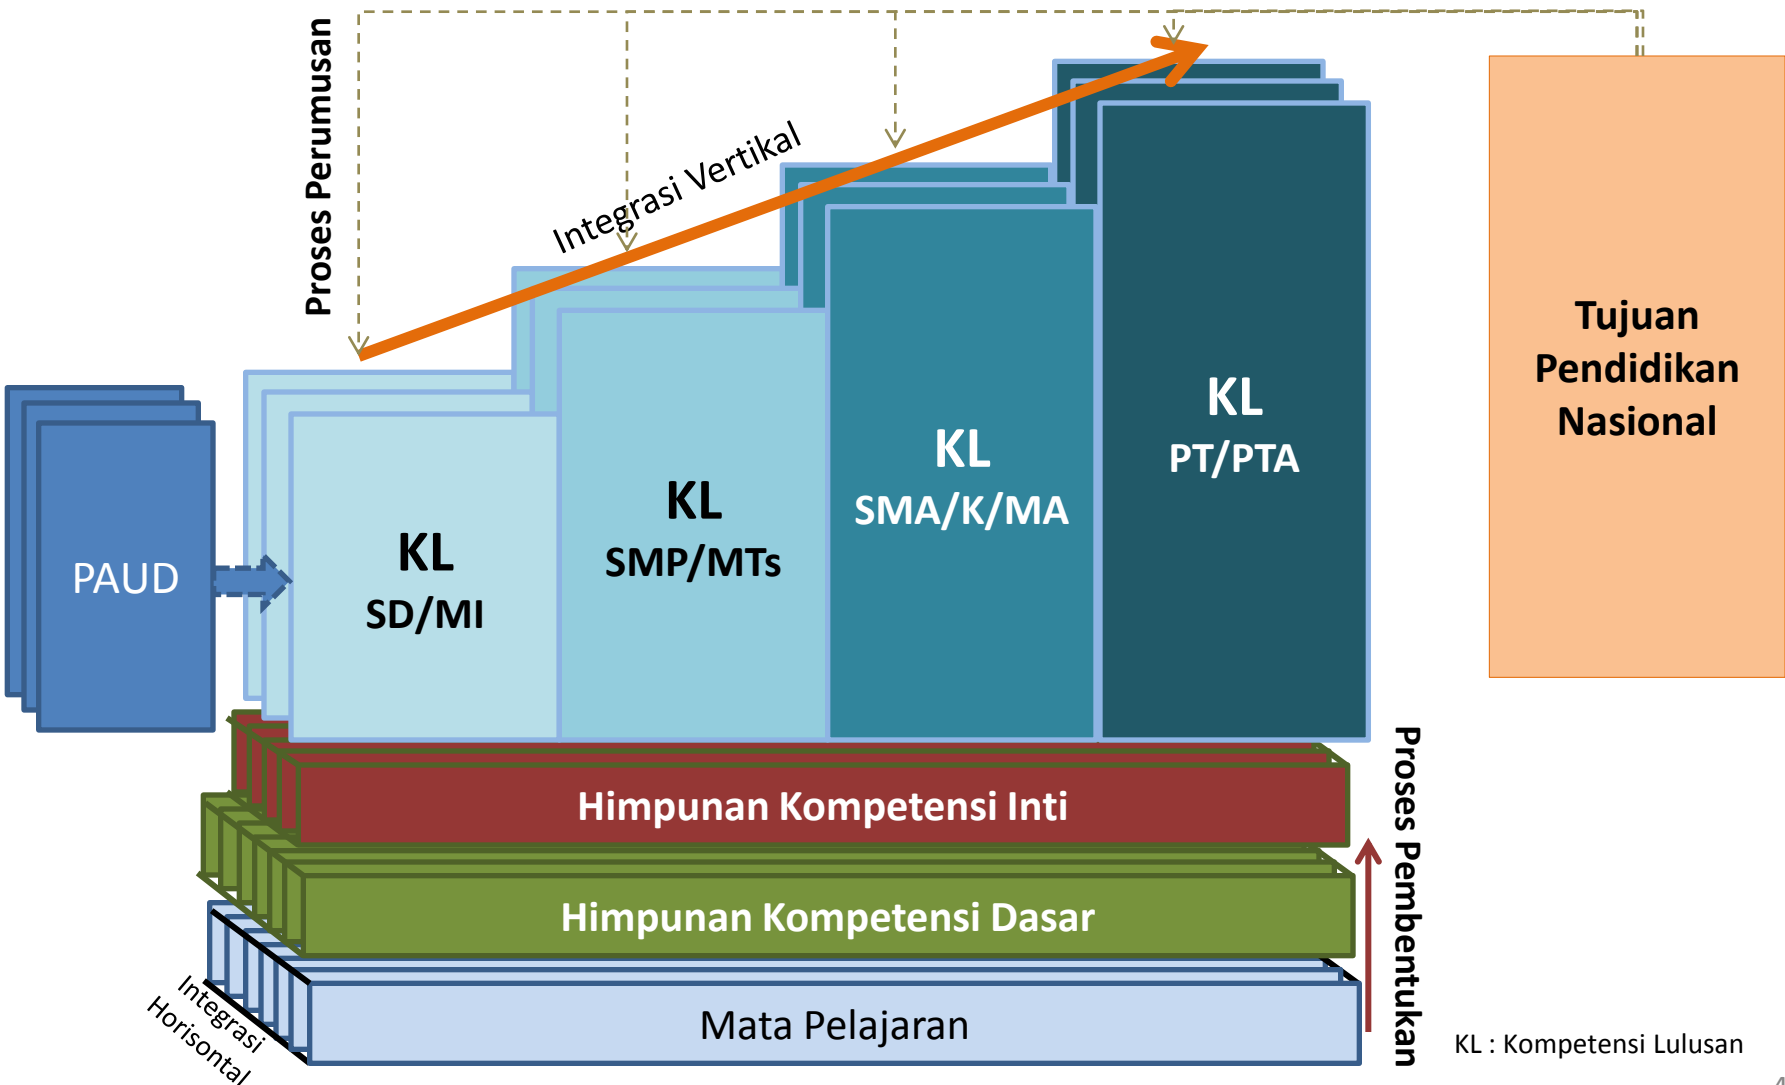 Proses Perumusan
Integrasi Vertikal
Tujuan
Pendidikan
Nasional
KL
PT/PTA
KL
SMA/K/MA
KL
SMP/MTs
KL
SD/MI
PAUD
Himpunan Kompetensi Inti
Himpunan Kompetensi Dasar
Mata Pelajaran
Integrasi
Horisontal
Proses Pembentukan
KL : Kompetensi Lulusan